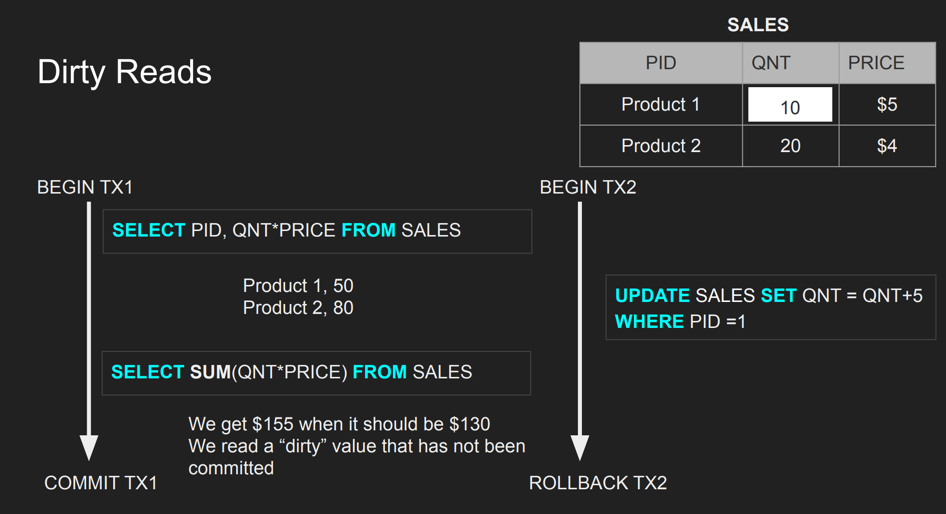 SALES
Dirty Reads
PID QNT PRICE
Product 1 10 $5
Product 2 20 $4
BEGIN TX1
BEGIN TX2
SELECT PID, QNT*PRICE FROM SALES
Product 1, 50
Product 2, 80
UPDATE SALES SET QNT = QNT+5
WHERE PID =1
SELECT SUM(QNT*PRICE) FROM SALES
We get $155 when it should be $130
We read a “dirty” value that has not been
committed
COMMIT TX1
ROLLBACK TX2